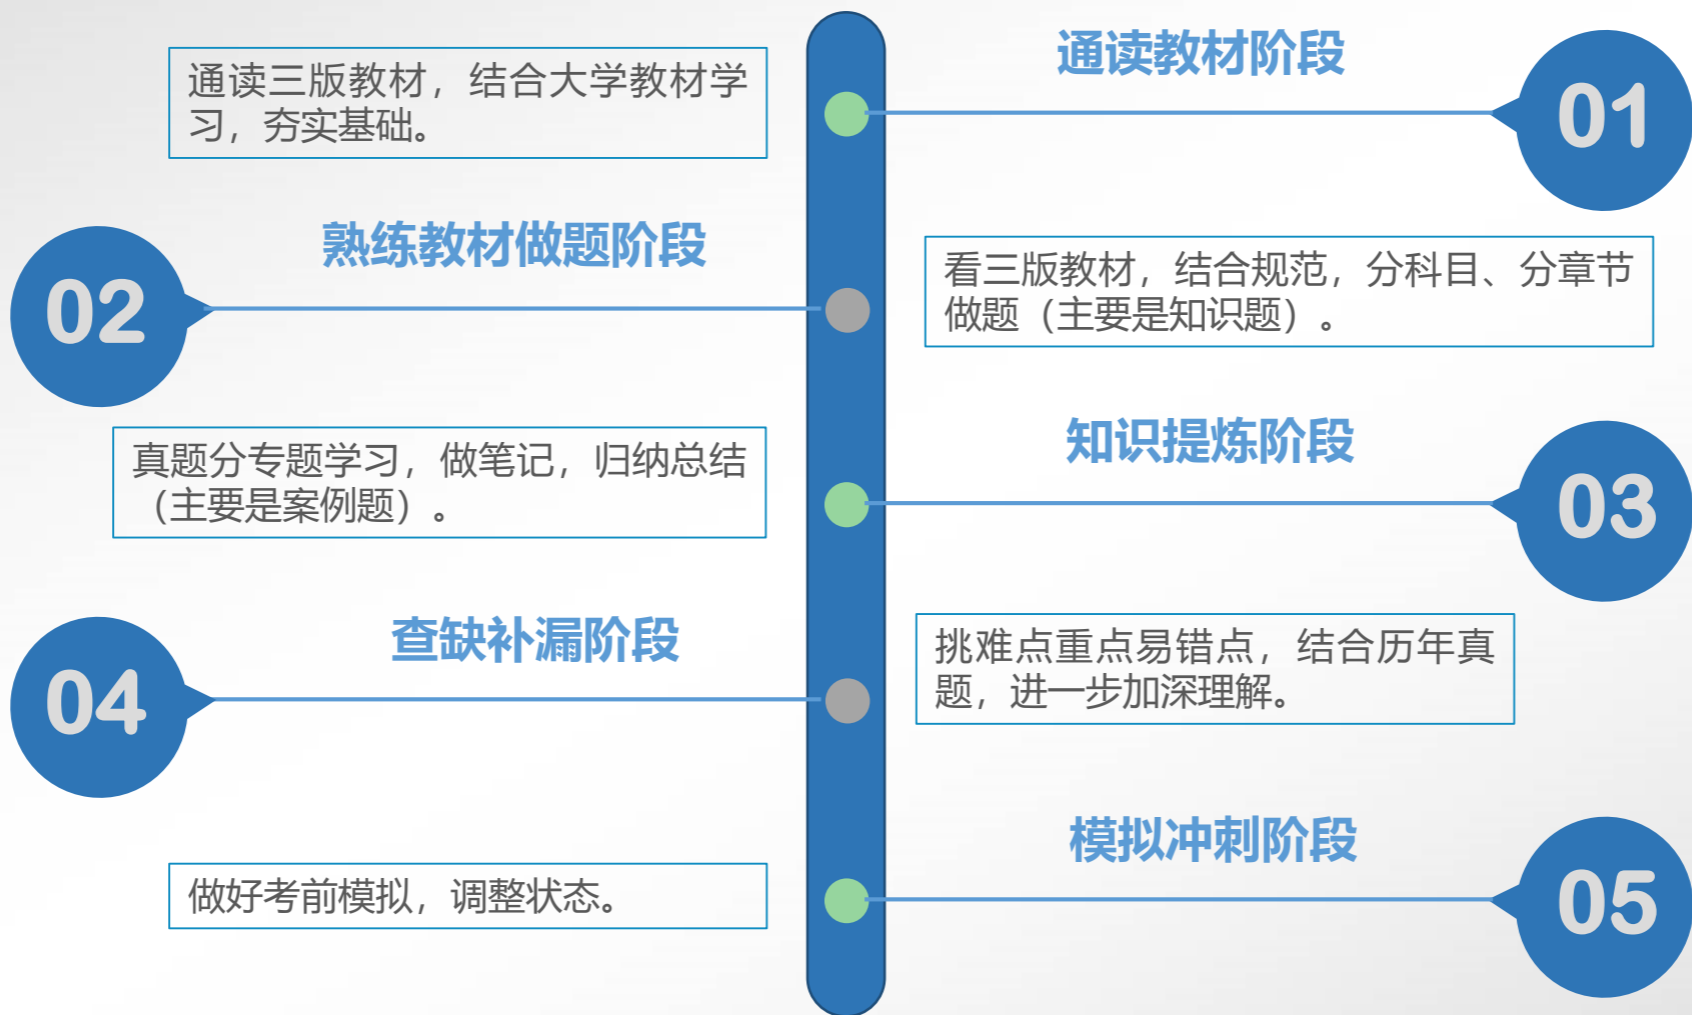 通读教材阶段
01
通读三版教材，结合大学教材学
习，夯实基础。
熟练教材做题阶段
02
看三版教材，结合规范，分科目、分章节
做题（主要是知识题）。
知识提炼阶段
03
真题分专题学习，做笔记，归纳总结
（主要是案例题）。
查缺补漏阶段
04
挑难点重点易错点，结合历年真
题，进一步加深理解。
模拟冲刺阶段
05
做好考前模拟，调整状态。